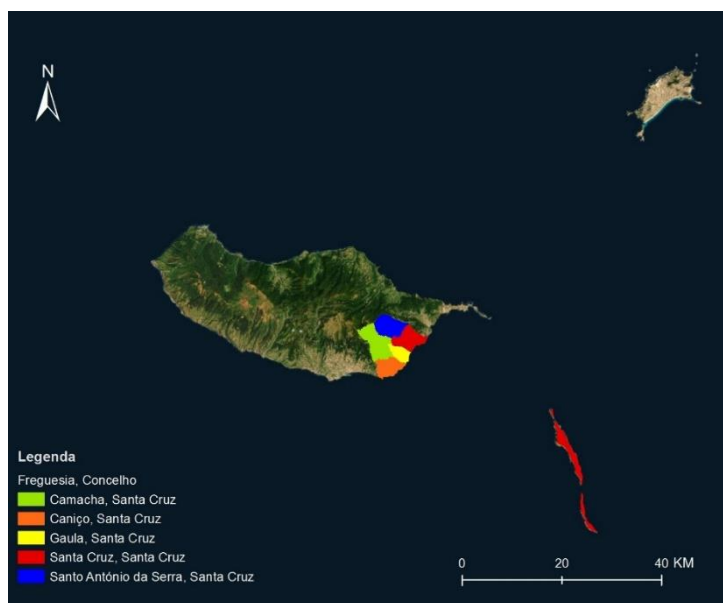 N
Legenda
Freguesia, Concelho
Camacha, Santa Cruz
Caniço, Santa Cruz
Gaula, Santa Cruz
Santa Cruz, Santa Cruz
Santo António da Serra, Santa Cruz
0 20 40 KM